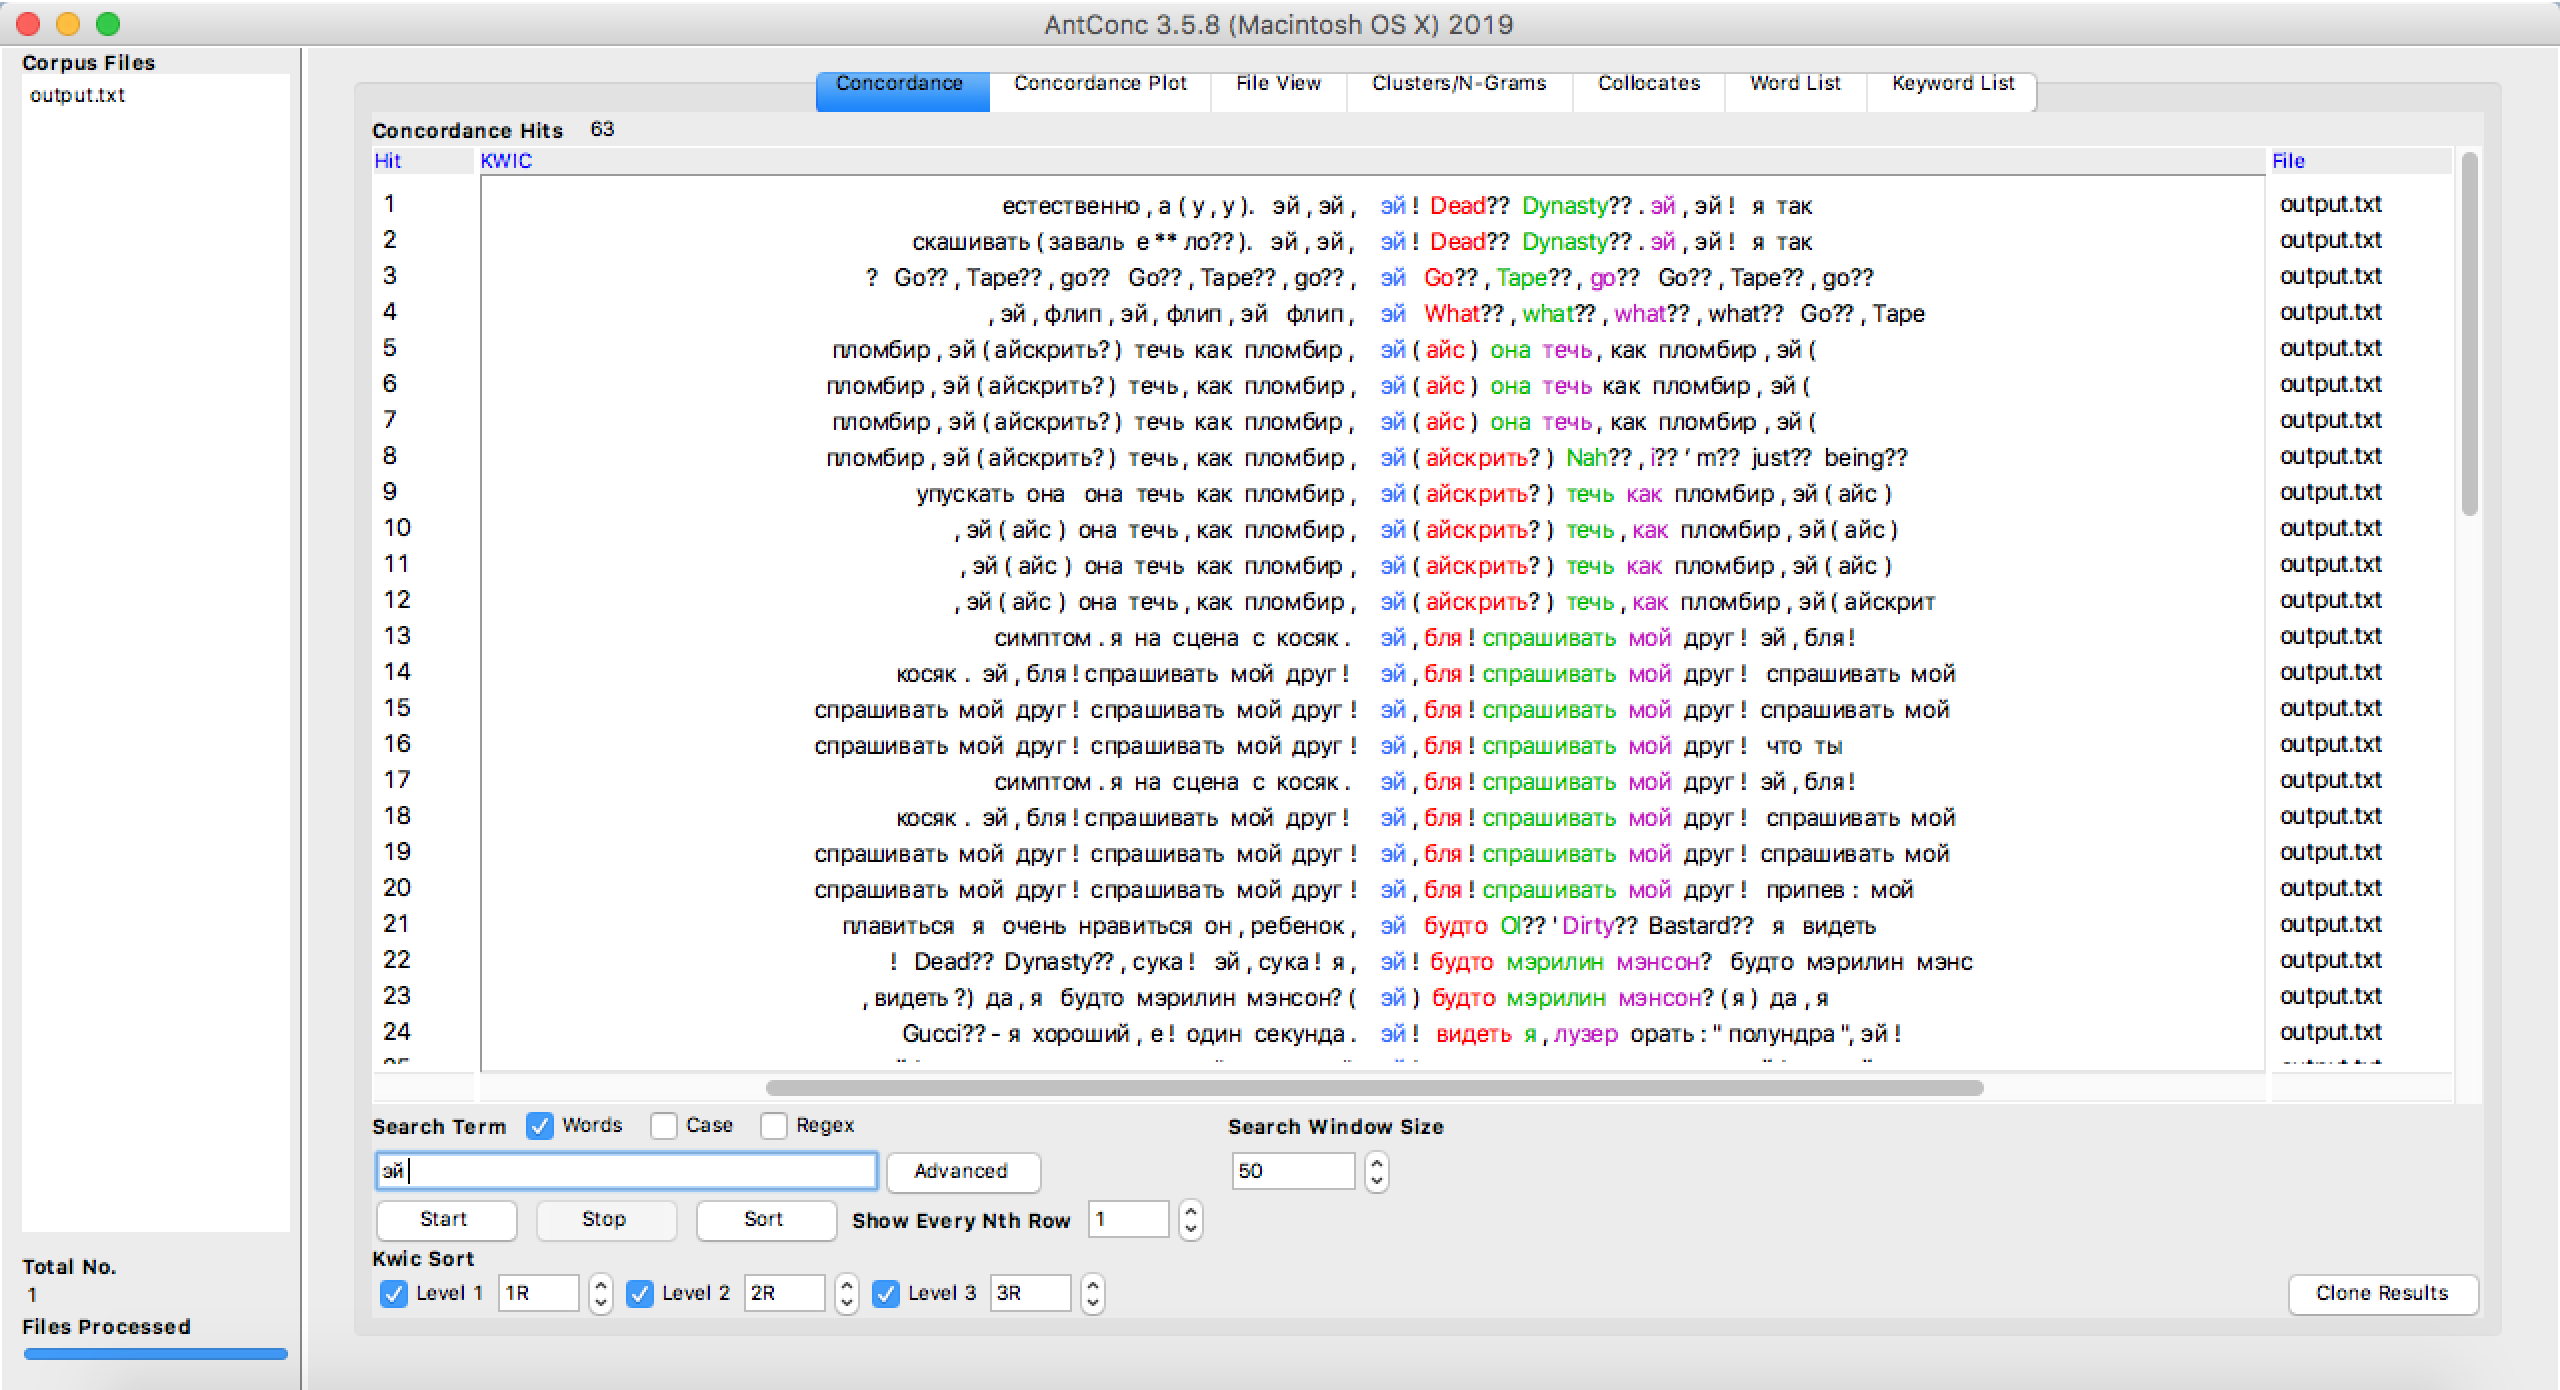 AntConc 3.5.8 (Macintosh OS X) 2019
Corpus Files
output.txt
Concordance Concordance Plot File View Clusters/N-Grams Collocates Word List Keyword List
Concordance Hits 63
Hit KWIC File
1 естественно , а ( у , у ). эй , эй , эй ! Dead?? Dynasty?? . эй , эй ! я так output.txt
2 скашивать ( заваль е ** ло?? ). эй , эй , эй ! Dead?? Dynasty?? . эй , эй ! я так output.txt
3 ? Go?? , Tape?? , go?? Go?? , Tape?? , go?? , эй Go?? , Tape?? , go?? Go?? , Tape?? , go?? output.txt
4 , эй , флип , эй , флип , эй флип , эй What?? , what?? , what?? , what?? Go?? , Tape output.txt
5 пломбир , эй ( айскрить? ) течь как пломбир , эй ( айс ) она течь , как пломбир , эй ( output.txt
6 пломбир , эй ( айскрить? ) течь , как пломбир , эй ( айс ) она течь как пломбир , эй ( output.txt
7 пломбир , эй ( айскрить? ) течь как пломбир , эй ( айс ) она течь , как пломбир , эй ( output.txt
8 пломбир , эй ( айскрить? ) течь , как пломбир , эй ( айскрить? ) Nah?? , i?? ' m?? just?? being?? output.txt
9 упускать она она течь как пломбир , эй ( айскрить? ) течь как пломбир , эй ( айс ) output.txt
10 , эй ( айс ) она течь , как пломбир , эй ( айскрить? ) течь , как пломбир , эй ( айс ) output.txt
11 , эй ( айс ) она течь как пломбир , эй ( айскрить? ) течь как пломбир , эй ( айс ) output.txt
12 , эй ( айс ) она течь , как пломбир , эй ( айскрить? ) течь , как пломбир , эй ( айскрит output.txt
13 симптом . я на сцена с косяк . эй , бля ! спрашивать мой друг ! эй , бля ! output.txt
14 косяк . эй , бля ! спрашивать мой друг ! эй , бля ! спрашивать мой друг ! спрашивать мой output.txt
15 спрашивать мой друг ! спрашивать мой друг ! эй , бля ! спрашивать мой друг ! спрашивать мой output.txt
16 спрашивать мой друг ! спрашивать мой друг ! эй , бля ! спрашивать мой друг ! что ты output.txt
17 симптом . я на сцена с косяк . эй , бля ! спрашивать мой друг ! эй , бля ! output.txt
18 косяк . эй , бля ! спрашивать мой друг ! эй , бля ! спрашивать мой друг ! спрашивать мой output.txt
19 спрашивать мой друг ! спрашивать мой друг ! эй , бля ! спрашивать мой друг ! спрашивать мой output.txt
20 спрашивать мой друг ! спрашивать мой друг ! эй , бля ! спрашивать мой друг ! припев : мой output.txt
21 плавиться я очень нравиться он , ребенок , эй будто Ol?? ' Dirty?? Bastard?? я видеть output.txt
22 ! Dead?? Dynasty?? , сука ! эй , сука ! я , эй ! будто мэрилин мэнсон? будто мэрилин мэнс output.txt
23 , видеть ?) да , я будто мэрилин мэнсон? ( эй ) будто мэрилин мэнсон? ( я ) да , я output.txt
24 Gucci?? - я хороший , е ! один секунда . эй ! видеть я , лузер орать : " полундра ", эй ! output.txt
Search Term Words Case Regex Search Window Size
эй Advanced 50
Start Stop Sort Show Every Nth Row 1
Kwic Sort
Level 1 1R Level 2 2R Level 3 3R Clone Results
Total No.
1
Files Processed